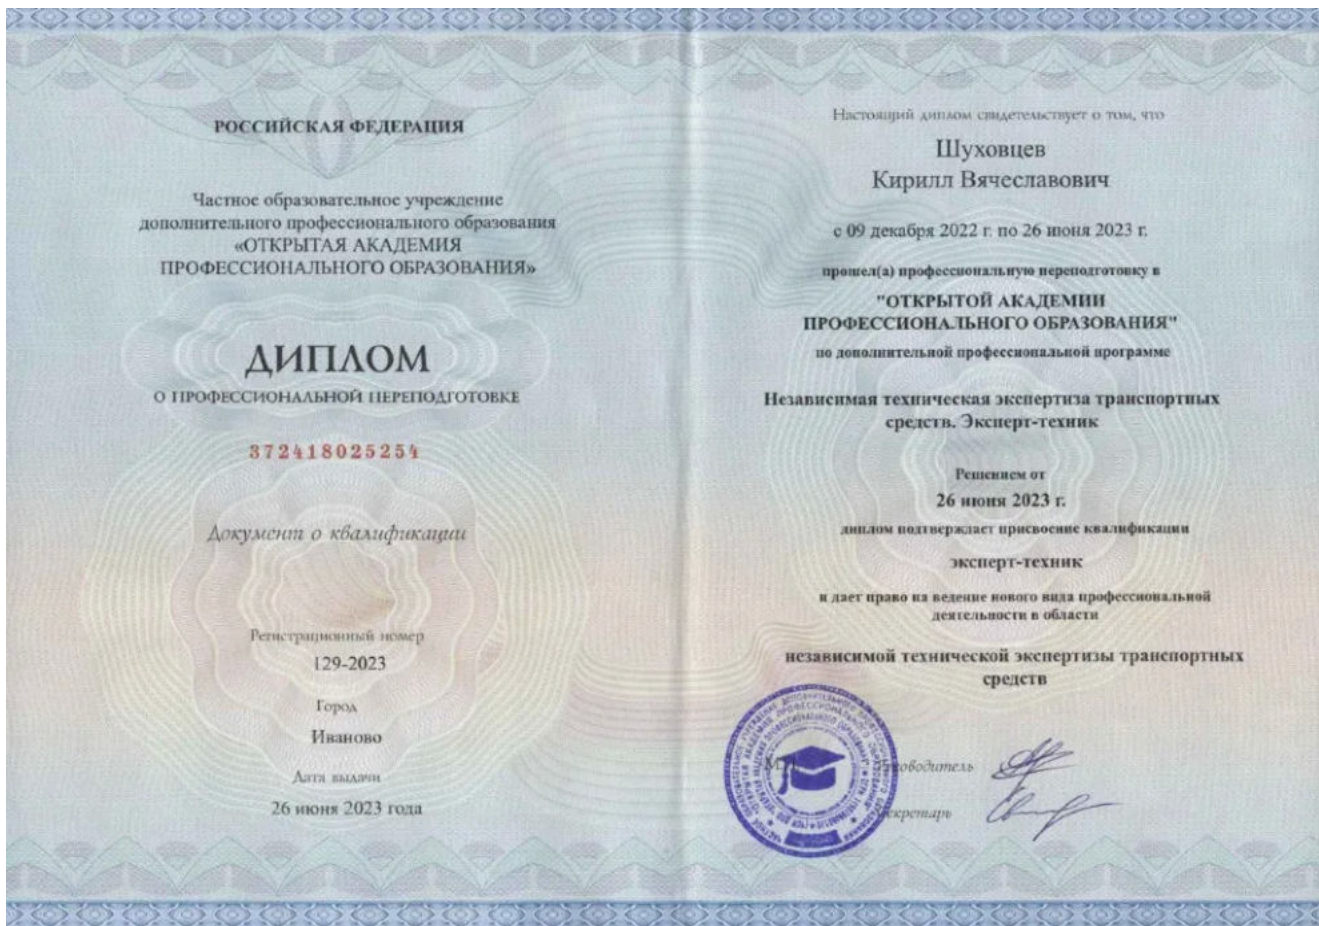 РОССИЙСКАЯ ФЕДЕРАЦИЯ
Частное образовательное учреждение
дополнительного профессионального образования
«ОТКРЫТАЯ АКАДЕМИЯ
ПРОФЕССИОНАЛЬНОГО ОБРАЗОВАНИЯ»
ДИПЛОМ
О ПРОФЕССИОНАЛЬНОЙ ПЕРЕПОДГОТОВКЕ
372418025254
Документ о квалификации
Регистрационный номер
129-2023
Город
Иваново
Дата выдачи
26 июня 2023 года
Настоящий диплом свидетельствует о том, что
Шуховцев
Кирилл Вячеславович
с 09 декабря 2022 г. по 26 июня 2023 г.
прошел(а) профессиональную переподготовку в
"ОТКРЫТОЙ АКАДЕМИИ
ПРОФЕССИОНАЛЬНОГО ОБРАЗОВАНИЯ"
по дополнительной профессиональной программе
Независимая техническая экспертиза транспортных
средств. Эксперт-техник
Решением от
26 июня 2023 г.
диплом подтверждает присвоение квалификации
эксперт-техник
и дает право на ведение нового вида профессиональной
деятельности в области
независимой технической экспертизы транспортных
средств
М.П.
Руководитель
Секретарь